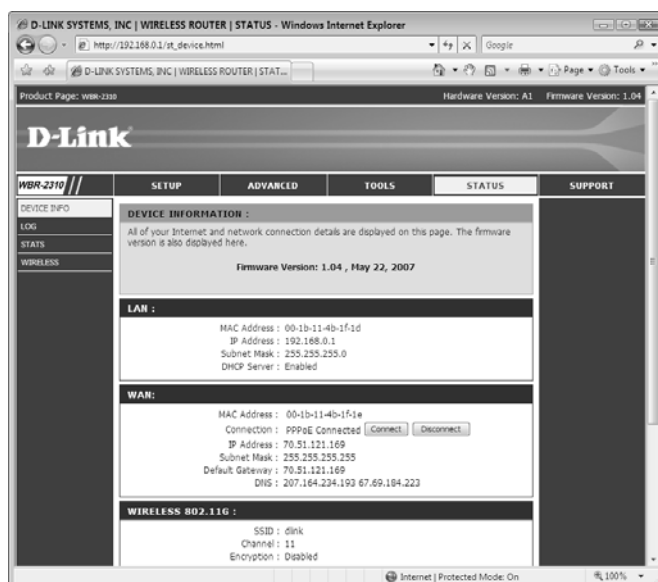 D-LINK SYSTEMS, INC | WIRELESS ROUTER | STATUS - Windows Internet Explorer
http://192.168.0.1/st_device.html
Google
D-LINK SYSTEMS, INC | WIRELESS ROUTER | STAT...
Page
Tools
Product Page: WBR-2310
Hardware Version: A1 Firmware Version: 1.04
D-Link
WBR-2310
SETUP
ADVANCED
TOOLS
STATUS
SUPPORT
DEVICE INFO
LOG
STATS
WIRELESS
DEVICE INFORMATION :
All of your Internet and network connection details are displayed on this page. The firmware
version is also displayed here.
Firmware Version: 1.04 , May 22, 2007
LAN :
MAC Address : 00-1b-11-4b-1f-1d
IP Address : 192.168.0.1
Subnet Mask : 255.255.255.0
DHCP Server : Enabled
WAN:
MAC Address : 00-1b-11-4b-1f-1e
Connection : PPPoE Connected Connect Disconnect
IP Address : 70.51.121.169
Subnet Mask : 255.255.255.255
Default Gateway : 70.51.121.169
DNS : 207.164.234.193 67.69.184.223
WIRELESS 802.11G :
SSID : dlink
Channel : 11
Encryption : Disabled
Internet | Protected Mode: On
100%